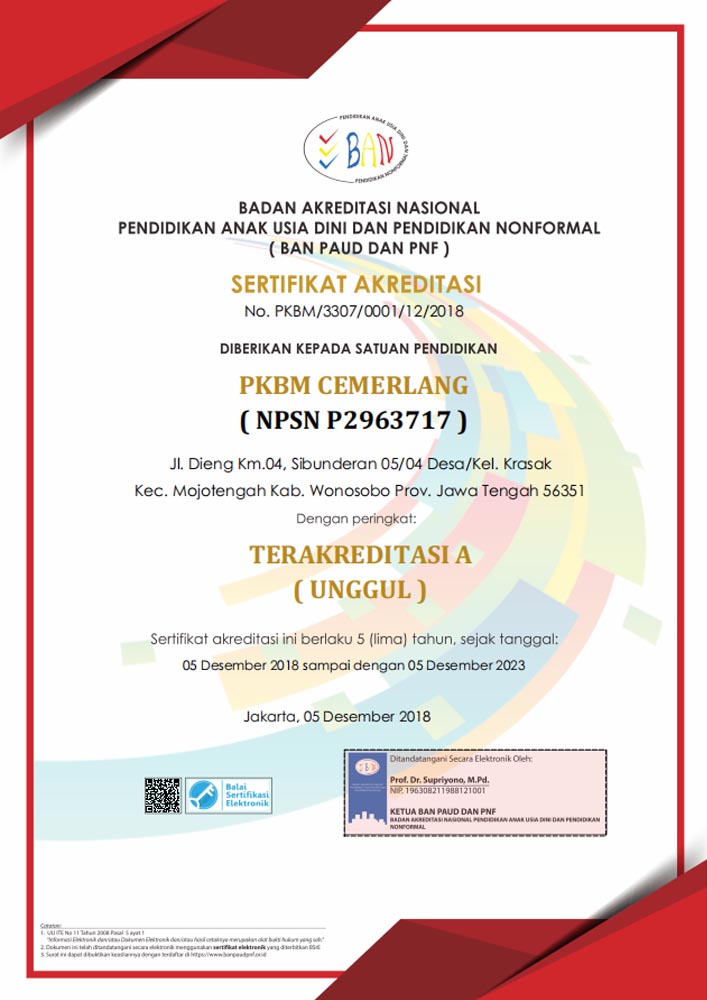 PENDIDIKAN ANAK USIA DINI DAN
BAN
PENDIDIKAN NONFORMAL
BADAN AKREDITASI NASIONAL
PENDIDIKAN ANAK USIA DINI DAN PENDIDIKAN NONFORMAL
( BAN PAUD DAN PNF )
SERTIFIKAT AKREDITASI
No. PKBM/3307/0001/12/2018
DIBERIKAN KEPADA SATUAN PENDIDIKAN
PKBM CEMERLANG
( NPSN P2963717 )
Jl. Dieng Km.04, Sibunderan 05/04 Desa/Kel. Krasak
Kec. Mojotengah Kab. Wonosobo Prov. Jawa Tengah 56351
Dengan peringkat:
TERAKREDITASI A
( UNGGUL )
Sertifikat akreditasi ini berlaku 5 (lima) tahun, sejak tanggal:
05 Desember 2018 sampai dengan 05 Desember 2023
Jakarta, 05 Desember 2018
Balai
Sertifikasi
Elektronik
Ditandatangani Secara Elektronik Oleh:
Prof. Dr. Supriyono, M.Pd.
NIP. 196308211988121001
KETUA BAN PAUD DAN PNF
BADAN AKREDITASI NASIONAL PENDIDIKAN ANAK USIA DINI DAN PENDIDIKAN
NONFORMAL
Catatan:
1. UU ITE No 11 Tahun 2008 Pasal 5 ayat 1
"Informasi Elektronik dan/atau Dokumen Elektronik dan/atau hasil cetaknya merupakan alat bukti hukum yang sah."
2. Dokumen ini telah ditandatangani secara elektronik menggunakan sertifikat elektronik yang diterbitkan BSrE
3. Surat ini dapat dibuktikan keasliannya dengan terdaftar di https://www.banpaudpnf.or.id